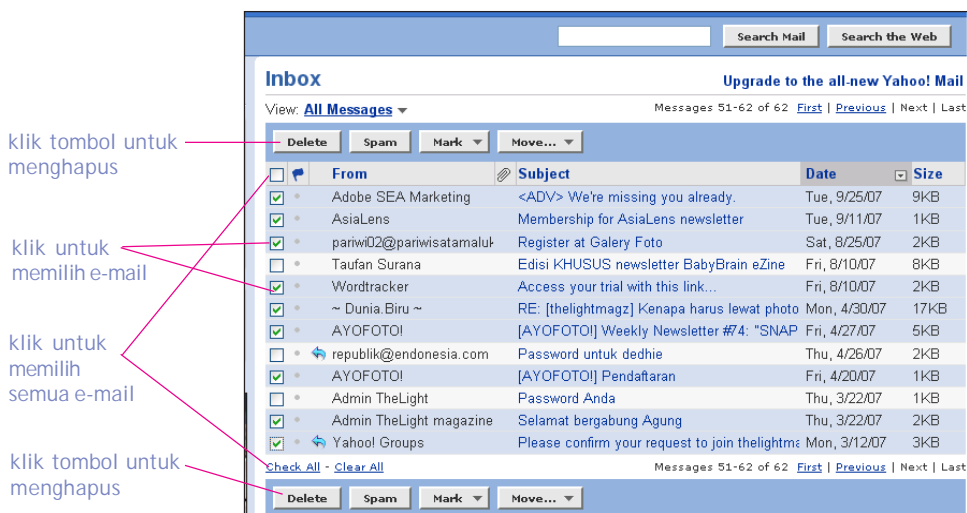 Search Mail Search the Web
Inbox Upgrade to the all-new Yahoo! Mail
View: All Messages Messages 51-62 of 62 First | Previous | Next | Last
klik tombol untuk
menghapus
Delete Spam Mark Move...
From Subject Date Size
Adobe SEA Marketing <ADV> We're missing you already. Tue, 9/25/07 9KB
AsiaLens Membership for AsiaLens newsletter Tue, 9/11/07 1KB
klik untuk
memilih e-mail
pariwi02@pariwisatamaluk Register at Galery Foto Sat, 8/25/07 2KB
Taufan Surana Edisi KHUSUS newsletter BabyBrain eZine Fri, 8/10/07 8KB
Wordtracker Access your trial with this link... Fri, 8/10/07 2KB
~ Dunia.Biru ~ RE: [thelightmagz] Kenapa harus lewat photo Mon, 4/30/07 17KB
AYOFOTO! [AYOFOTO!] Weekly Newsletter #74: "SNAP Fri, 4/27/07 5KB
klik untuk
memilih
semua e-mail
republik@endonesia.com Password untuk dedhie Thu, 4/26/07 2KB
AYOFOTO! [AYOFOTO!] Pendaftaran Fri, 4/20/07 1KB
Admin TheLight Password Anda Thu, 3/22/07 1KB
Admin TheLight magazine Selamat bergabung Agung Thu, 3/22/07 2KB
Yahoo! Groups Please confirm your request to join thelightma Mon, 3/12/07 3KB
Check All - Clear All Messages 51-62 of 62 First | Previous | Next | Last
klik tombol untuk
menghapus
Delete Spam Mark Move...